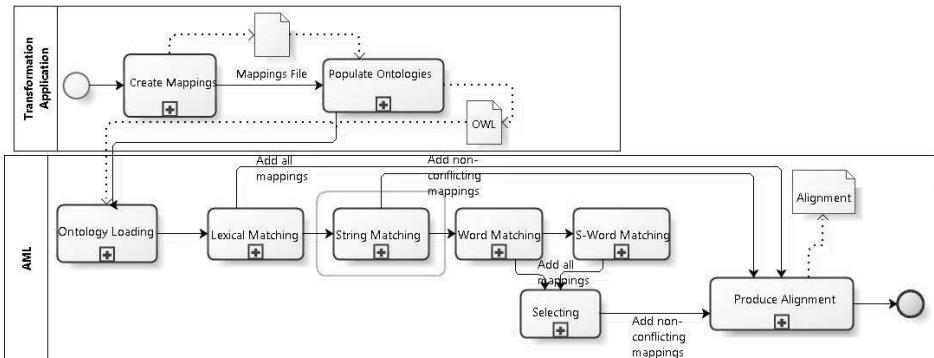 Transformation
Application
Create Mappings
Mappings File
Populate Ontologies
OWL
AML
Add all
mappings
Add non-
conflicting
mappings
Ontology Loading
Lexical Matching
String Matching
Word Matching
S-Word Matching
Alignment
Add all
mappings
Selecting
Add non-
conflicting
mappings
Produce Alignment